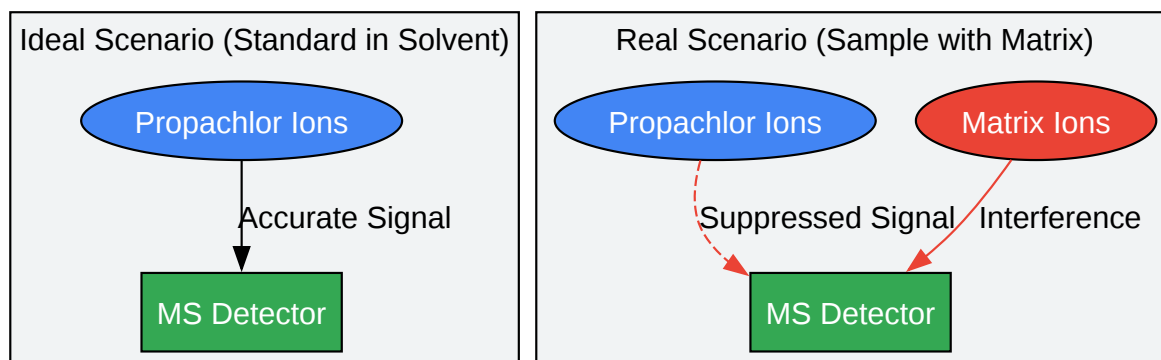 Ideal Scenario (Standard in Solvent)
Propachlor Ions
Accurate Signal
MS Detector
Real Scenario (Sample with Matrix)
Propachlor Ions
Matrix Ions
Suppressed Signal
Interference
MS Detector